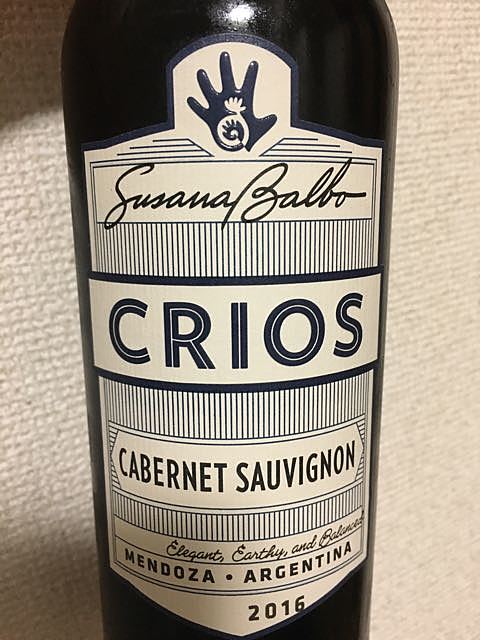 Susana Balbo
CRIOS
CABERNET SAUVIGNON
Elegant, Earthy, and Balanced
MENDOZA • ARGENTINA
2016